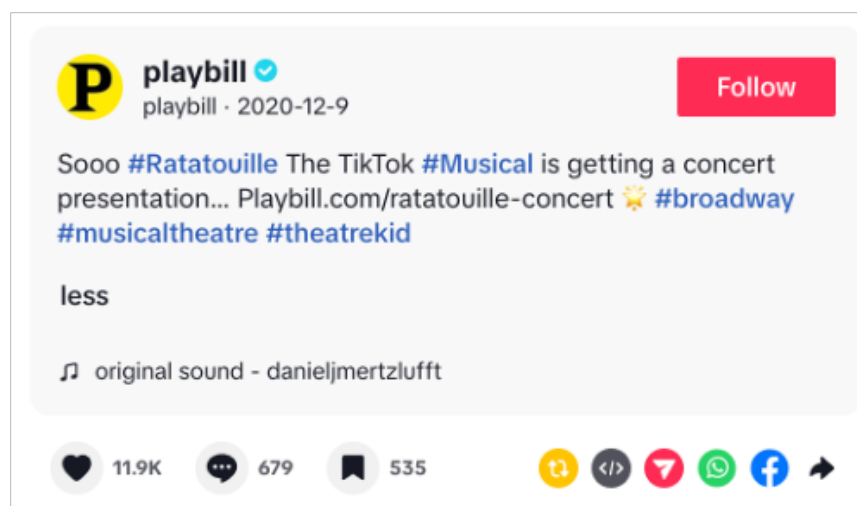 P
playbill
playbill · 2020-12-9
Follow
Sooo #Ratatouille The TikTok #Musical is getting a concert
presentation... Playbill.com/ratatouille-concert 🌟 #broadway
#musicaltheatre #theatrekid
less
original sound - danieljmertzlufft
11.9K
679
535